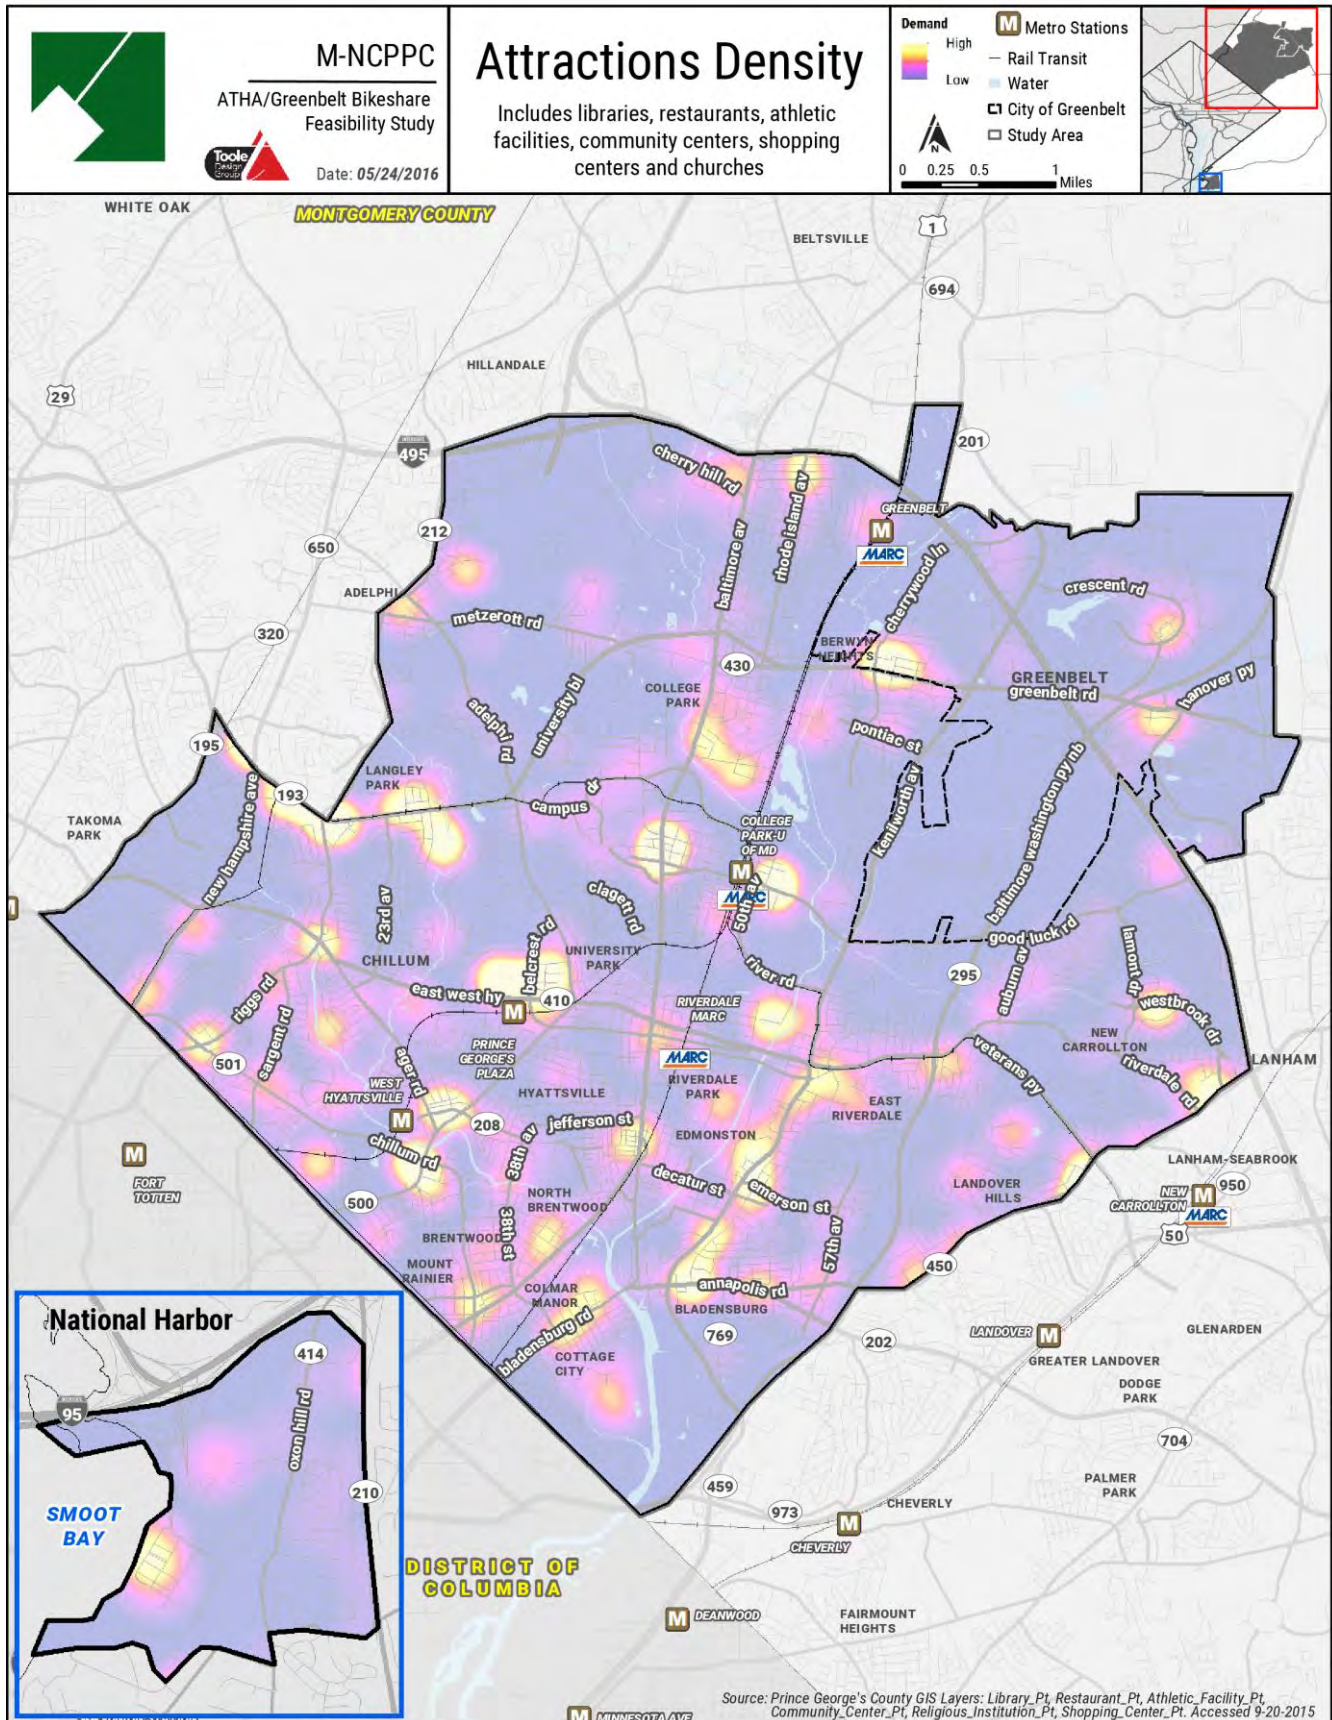 M-NCPPC
ATHA/Greenbelt Bikeshare
Feasibility Study
Toole
Design
Group
Date: 05/24/2016
Attractions Density
Includes libraries, restaurants, athletic
facilities, community centers, shopping
centers and churches
Demand
High
Low
M Metro Stations
Rail Transit
Water
City of Greenbelt
Study Area
N
0 0.25 0.5 1
Miles
WHITE OAK
MONTGOMERY COUNTY
BELTSVILLE
1
694
HILLANDALE
29
495
201
cherry hill rd
rhode island av
GREENBELT
M
MARC
212
650
baltimore av
cherrywood ln
crescent rd
ADELPHI
metzerott rd
320
BERWYN
HEIGHTS
430
GREENBELT
greenbelt rd
hanover py
COLLEGE
PARK
adelphi rd
university bl
pontiac st
195
LANGLEY
PARK
193
new hampshire ave
campus dr
kenilworth av
baltimore washington py nb
TAKOMA
PARK
COLLEGE
PARK-U
OF MD
M
MARC
50th av
23rd av
clagett rd
belcrest rd
UNIVERSITY
PARK
good luck rd
lamont dr
CHILLUM
river rd
295
auburn av
riggs rd
east west hy
410
M
RIVERDALE
MARC
westbrook dr
sargent rd
PRINCE
GEORGE'S
PLAZA
NEW
CARROLLTON
501
ager rd
MARC
veterans py
riverdale rd
LANHAM
WEST
HYATTSVILLE
M
HYATTSVILLE
RIVERDALE
PARK
EAST
RIVERDALE
208
jefferson st
EDMONSTON
chillum rd
38th av
M
FORT
TOTTEN
decatur st
emerson st
LANDOVER
HILLS
LANHAM-SEABROOK
NEW
CARROLLTON
M
950
MARC
500
NORTH
BRENTWOOD
50
BRENTWOOD
38th st
57th av
MOUNT
RAINIER
450
COLMAR
MANOR
annapolis rd
BLADENSBURG
bladensburg rd
769
202
LANDOVER
M
GLENARDEN
COTTAGE
CITY
GREATER LANDOVER
DODGE
PARK
704
459
PALMER
PARK
973
CHEVERLY
M
CHEVERLY
National Harbor
414
95
oxon hill rd
210
SMOOT
BAY
DISTRICT OF
COLUMBIA
M
DEANWOOD
FAIRMOUNT
HEIGHTS
M
MINNESOTA AVE
Source: Prince George's County GIS Layers: Library_Pt, Restaurant_Pt, Athletic_Facility_Pt,
Community_Center_Pt, Religious_Institution_Pt, Shopping_Center_Pt. Accessed 9-20-2015